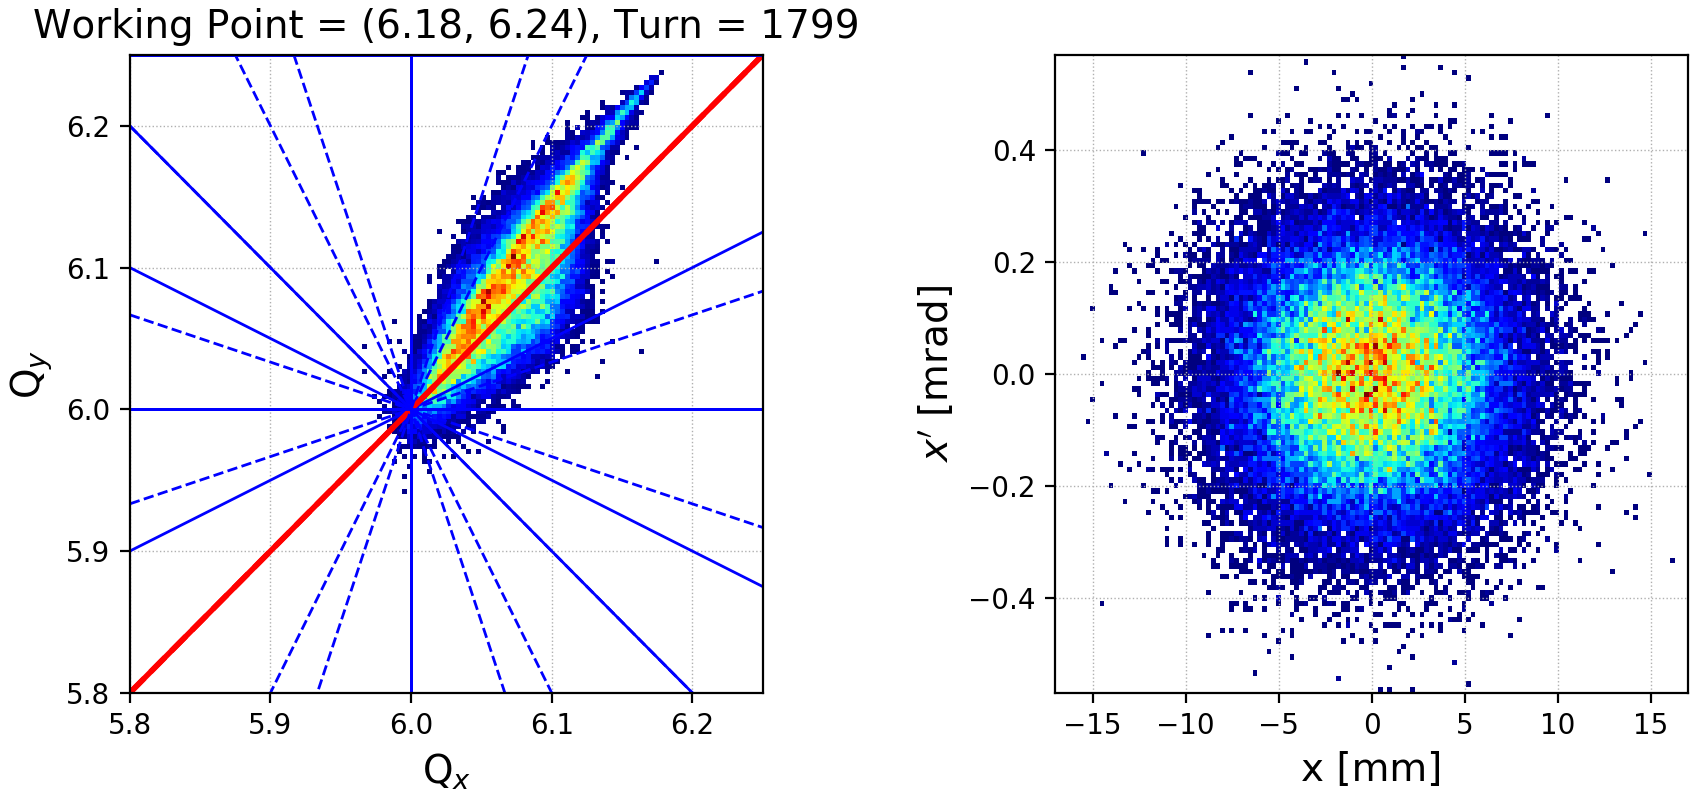 Working Point = (6.18, 6.24), Turn = 1799
6.2
6.1
6.0
5.9
5.8
Q_y
5.8 5.9 6.0 6.1 6.2
Q_x
0.4
0.2
0.0
−0.2
−0.4
x′ [mrad]
−15 −10 −5 0 5 10 15
x [mm]